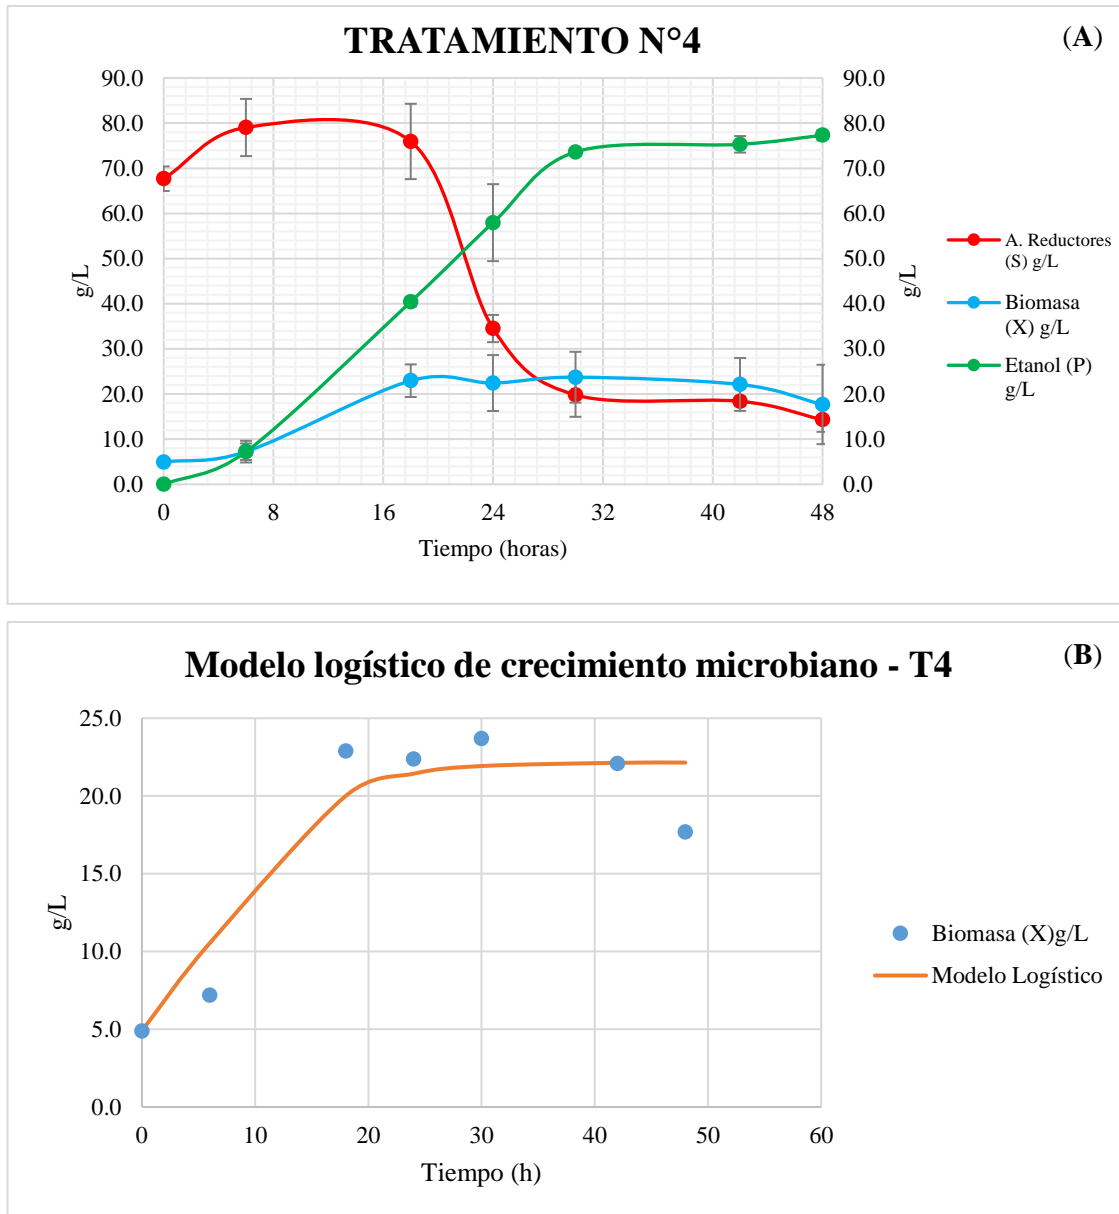 TRATAMIENTO N°4
(A)
90.0
80.0
70.0
60.0
50.0
40.0
30.0
20.0
10.0
0.0
g/L
90.0
80.0
70.0
60.0
50.0
40.0
30.0
20.0
10.0
0.0
g/L
0 8 16 24 32 40 48
Tiempo (horas)
A. Reductores
(S) g/L
Biomasa
(X) g/L
Etanol (P)
g/L
Modelo logístico de crecimiento microbiano - T4
(B)
25.0
20.0
15.0
10.0
5.0
0.0
g/L
0 10 20 30 40 50 60
Tiempo (h)
Biomasa (X)g/L
Modelo Logístico